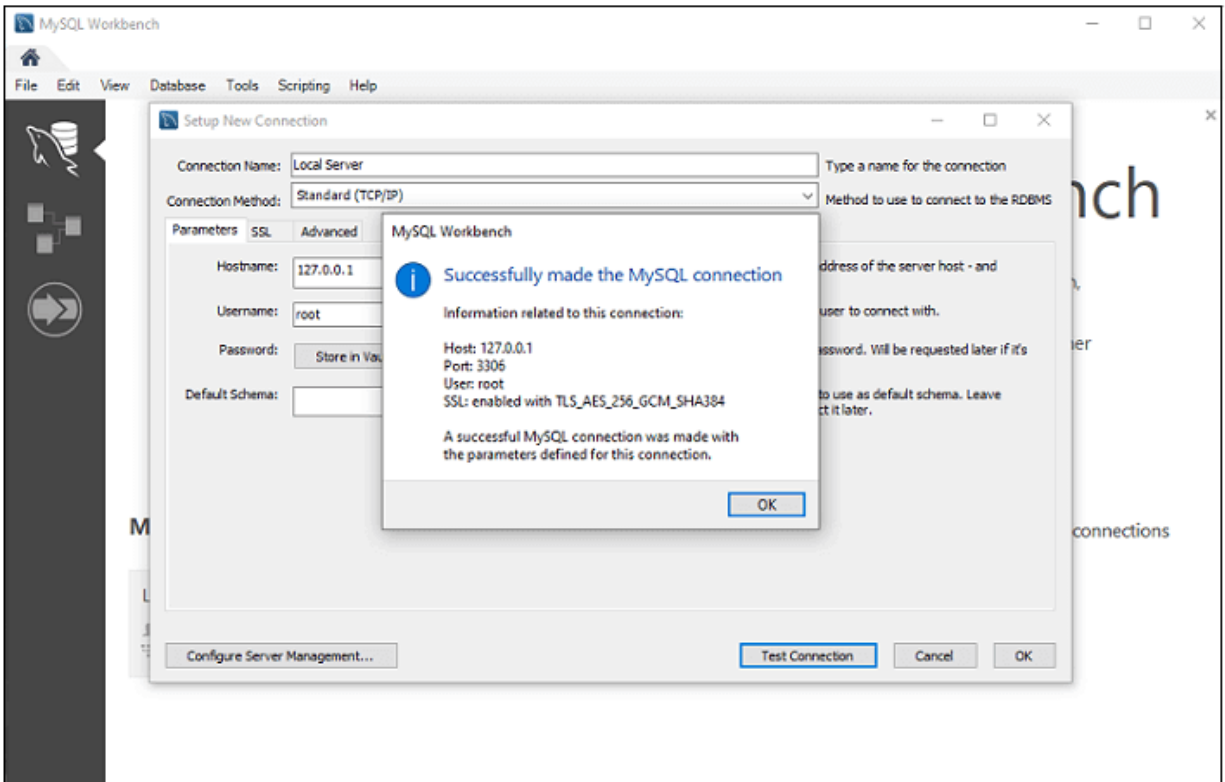 MySQL Workbench
File Edit View Database Tools Scripting Help
Setup New Connection
Connection Name: Local Server Type a name for the connection
Connection Method: Standard (TCP/IP) Method to use to connect to the RDBMS
Parameters SSL Advanced
MySQL Workbench
Hostname: 127.0.0.1
address of the server host - and
Successfully made the MySQL connection
Username: root
user to connect with.
Information related to this connection:
Password: Store in
Will be requested later if it's
Host: 127.0.0.1
Port: 3306
User: root
SSL: enabled with TLS_AES_256_GCM_SHA384
Default Schema:
to use as default schema. Leave
it later.
A successful MySQL connection was made with
the parameters defined for this connection.
OK
connections
Configure Server Management... Test Connection Cancel OK